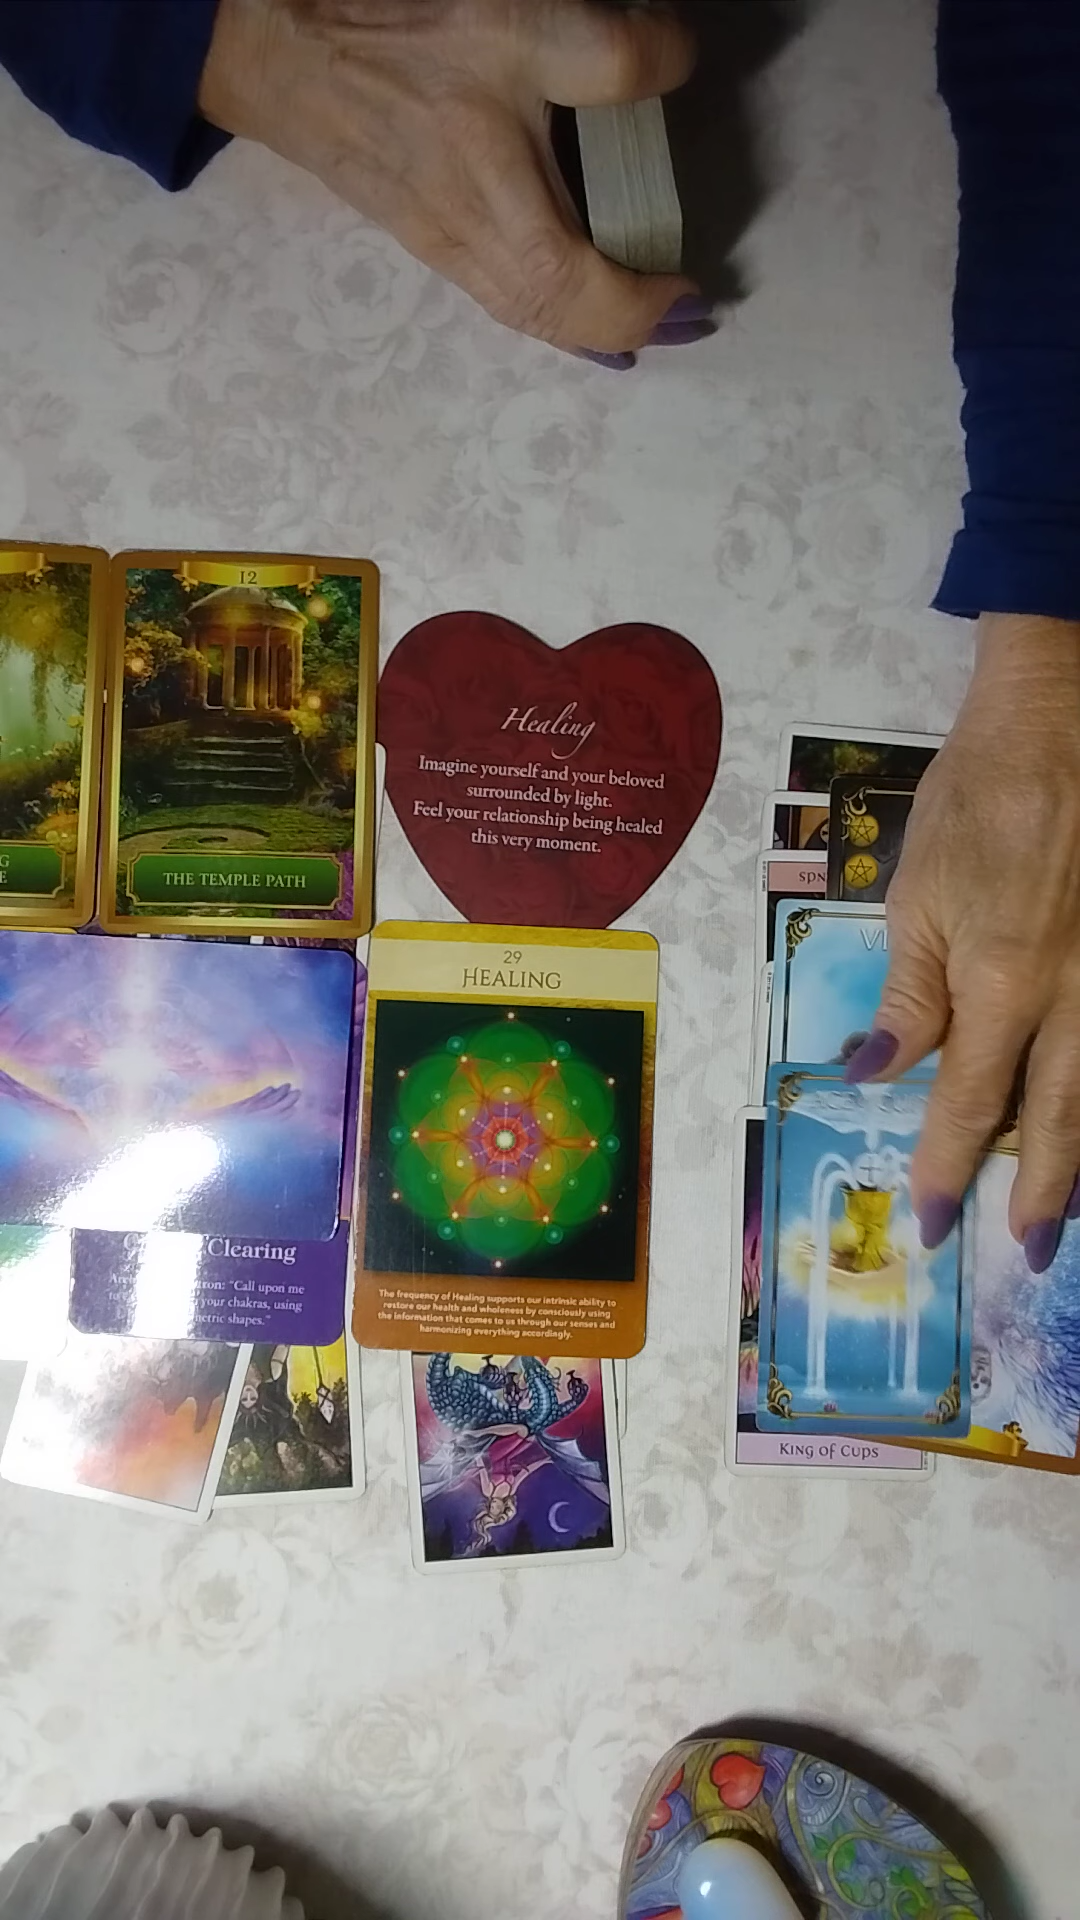 12
G
E
THE TEMPLE PATH
Healing
Imagine yourself and your beloved
surrounded by light.
Feel your relationship being healed
this very moment.
29
HEALING
The frequency of Healing supports our intrinsic ability to
restore our health and wholeness by consciously using
the information that comes to us through our senses and
harmonizing everything accordingly.
Clearing
"Call upon me
your chakras, using
VI
KING OF CUPS